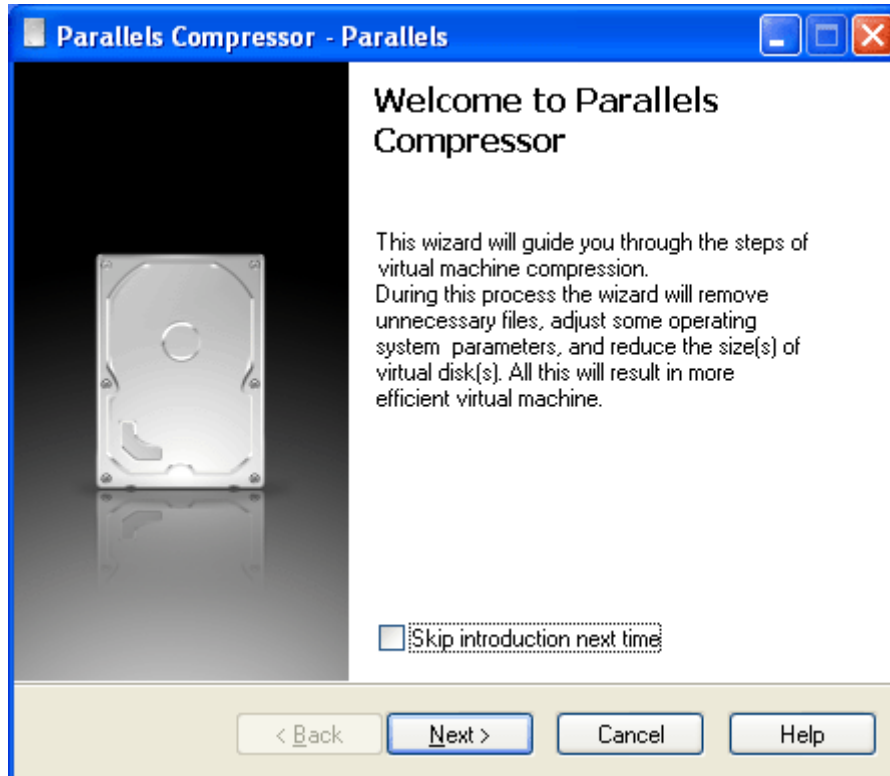 Parallels Compressor - Parallels
Welcome to Parallels
Compressor
This wizard will guide you through the steps of
virtual machine compression.
During this process the wizard will remove
unnecessary files, adjust some operating
system  parameters, and reduce the size(s) of
virtual disk(s). All this will result in more
efficient virtual machine.
Skip introduction next time
< Back Next > Cancel Help